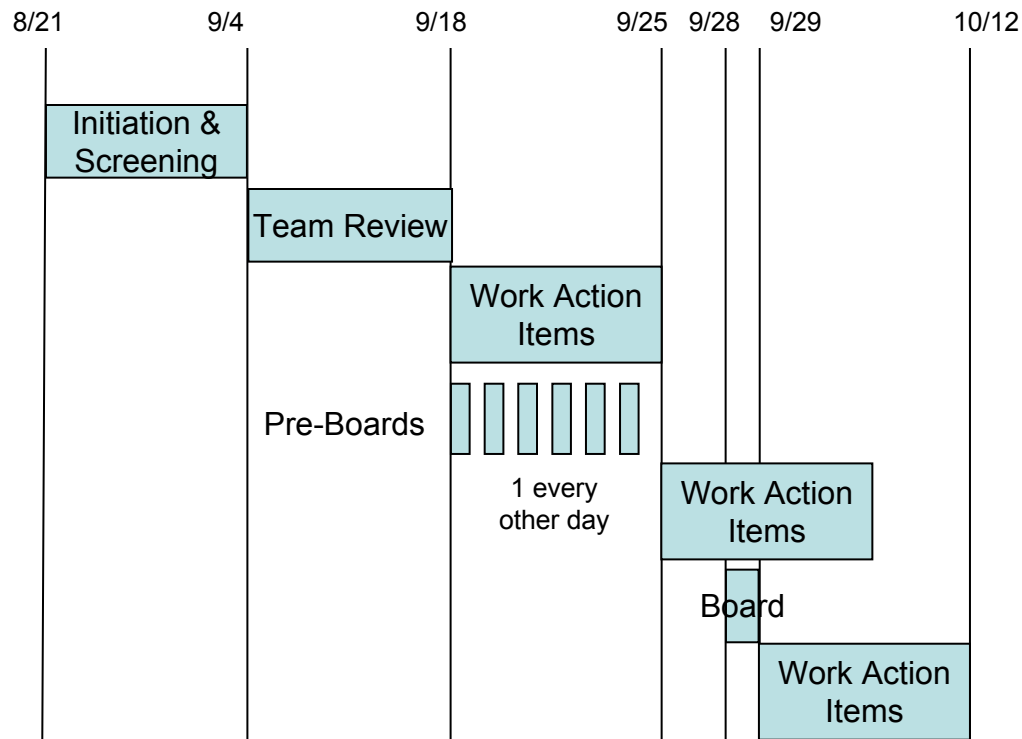 8/21
9/4
9/18
9/25
9/28
9/29
10/12
Initiation &
Screening
Team Review
Work Action
Items
Pre-Boards
1 every
other day
Work Action
Items
Board
Work Action
Items